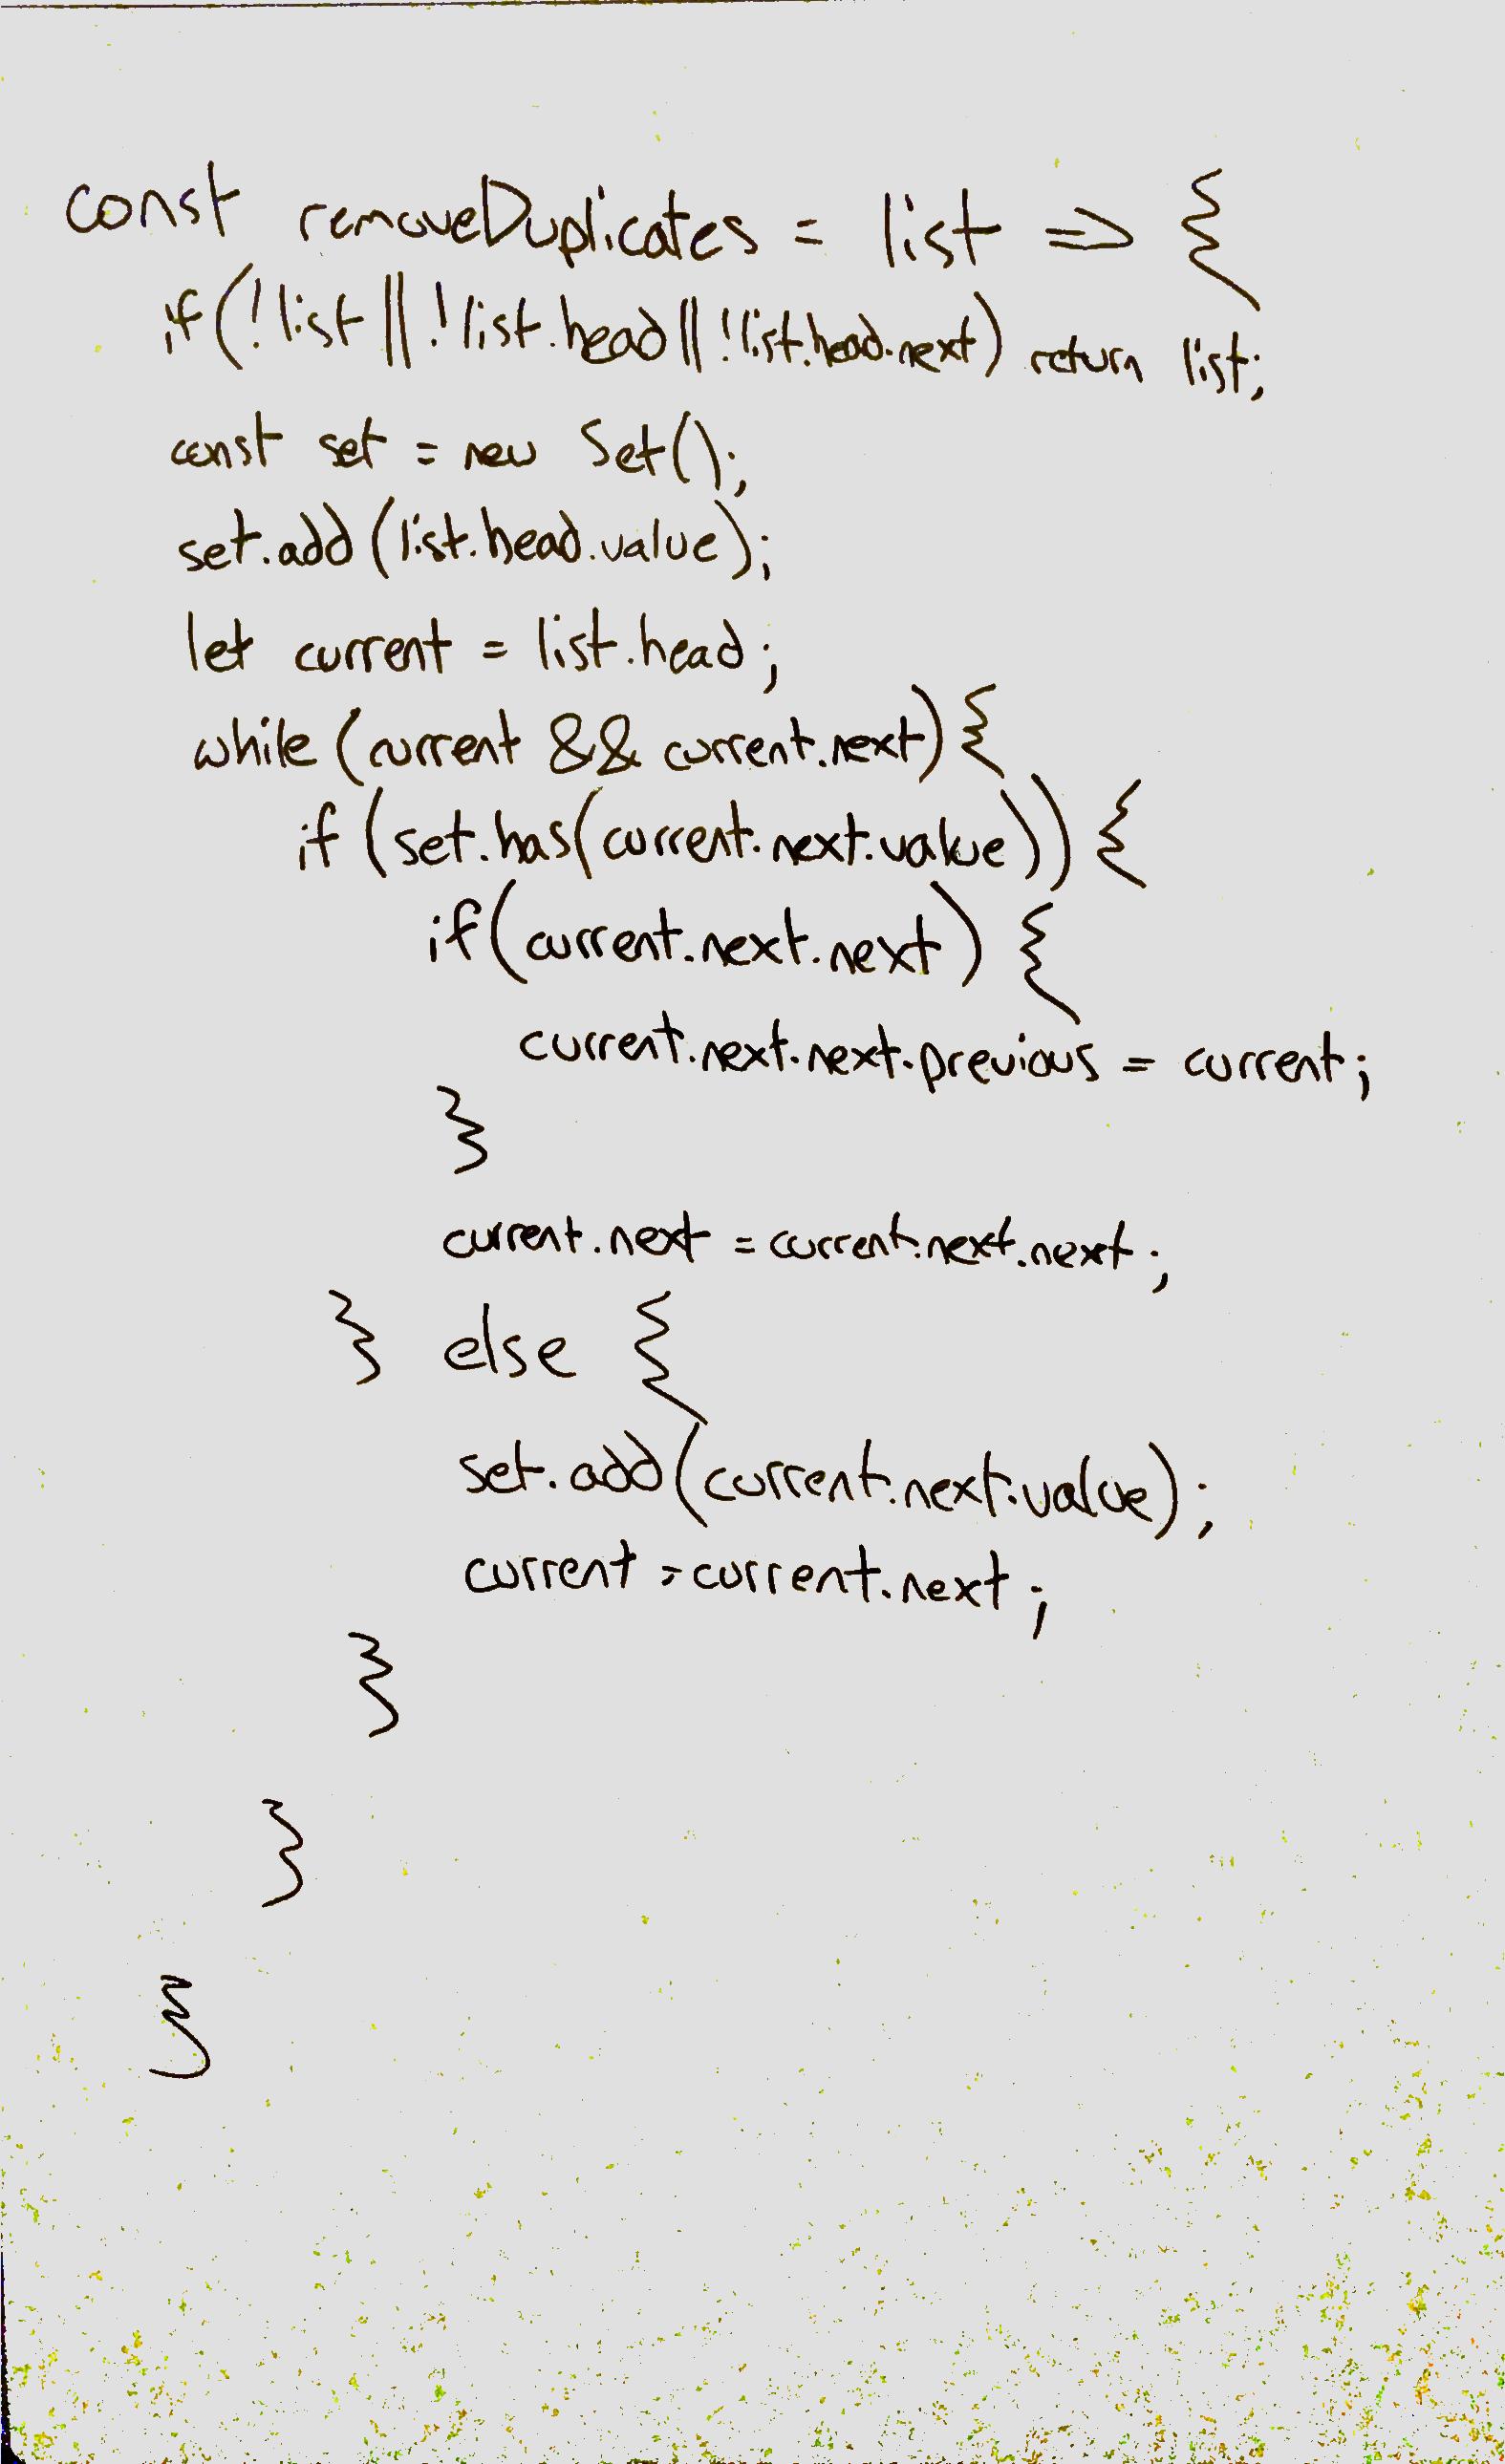 const removeDuplicates = list => {
if(!list || !list.head || !list.head.next) return list;
const set = new Set();
set.add(list.head.value);
let current = list.head;
while (current && current.next) {
if (set.has(current.next.value)) {
if(current.next.next) {
current.next.next.previous = current;
}
current.next = current.next.next;
} else {
set.add(current.next.value);
current = current.next;
}
}
}